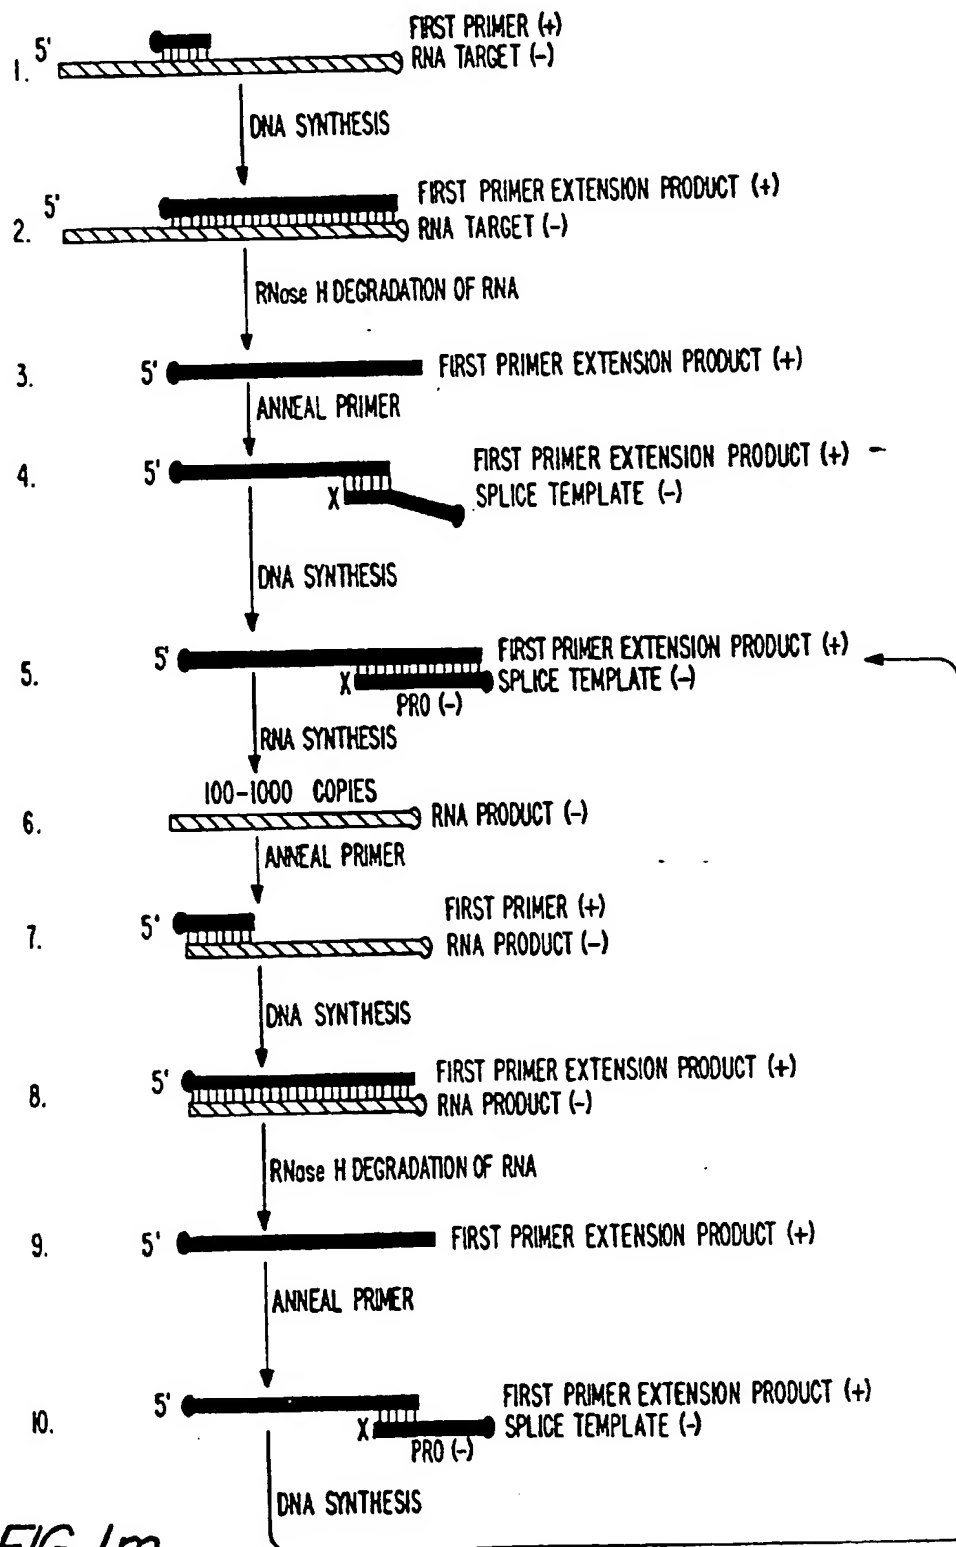 FIRST PRIMER (+)
1. 5' RNA TARGET (-)
DNA SYNTHESIS
5' FIRST PRIMER EXTENSION PRODUCT (+)
2. RNA TARGET (-)
RNase H DEGRADATION OF RNA
3. 5' FIRST PRIMER EXTENSION PRODUCT (+)
ANNEAL PRIMER
4. 5' FIRST PRIMER EXTENSION PRODUCT (+)
X SPLICE TEMPLATE (-)
DNA SYNTHESIS
5. 5' FIRST PRIMER EXTENSION PRODUCT (+)
X SPLICE TEMPLATE (-)
PRO (-)
RNA SYNTHESIS
100-1000 COPIES
6. RNA PRODUCT (-)
ANNEAL PRIMER
FIRST PRIMER (+)
7. 5' RNA PRODUCT (-)
DNA SYNTHESIS
5' FIRST PRIMER EXTENSION PRODUCT (+)
8. RNA PRODUCT (-)
RNase H DEGRADATION OF RNA
9. 5' FIRST PRIMER EXTENSION PRODUCT (+)
ANNEAL PRIMER
10. 5' FIRST PRIMER EXTENSION PRODUCT (+)
X SPLICE TEMPLATE (-)
PRO (-)
DNA SYNTHESIS
FIG. 1m